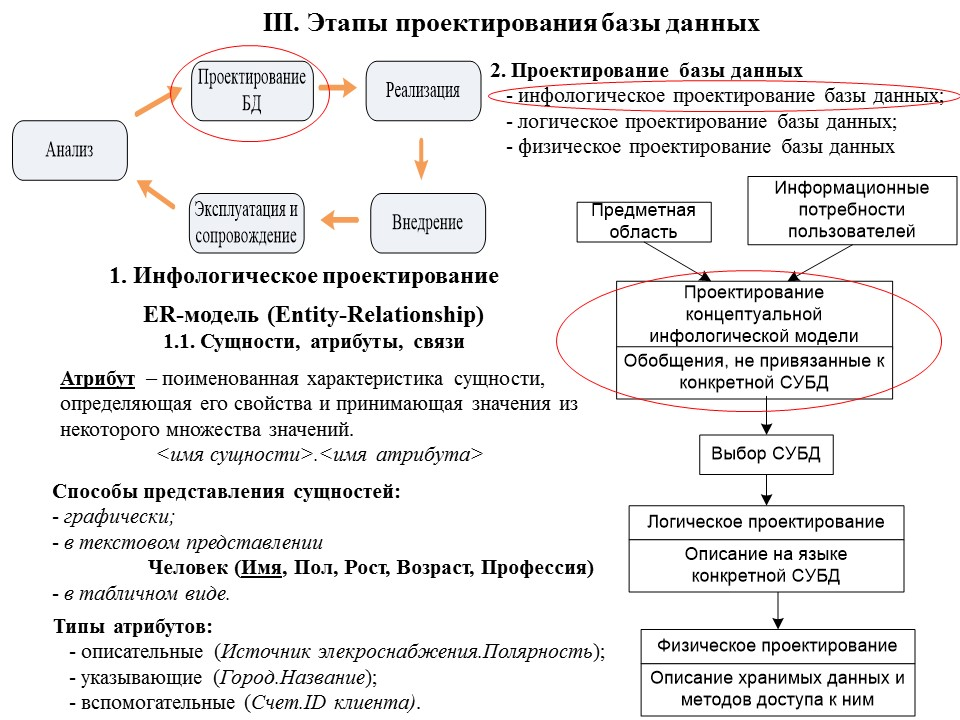 III. Этапы проектирования базы данных
Проектирование
БД
Реализация
Анализ
Эксплуатация и
сопровождение
Внедрение
2. Проектирование базы данных
- инфологическое проектирование базы данных;
- логическое проектирование базы данных;
- физическое проектирование базы данных
1. Инфологическое проектирование
ER-модель (Entity-Relationship)
1.1. Сущности, атрибуты, связи
Атрибут – поименованная характеристика сущности,
определяющая его свойства и принимающая значения из
некоторого множества значений.
<имя сущности>.<имя атрибута>
Способы представления сущностей:
- графически;
- в текстовом представлении
Человек (Имя, Пол, Рост, Возраст, Профессия)
- в табличном виде.
Типы атрибутов:
- описательные (Источник элекроснабжения.Полярность);
- указывающие (Город.Название);
- вспомогательные (Счет.ID клиента).
Предметная
область
Информационные
потребности
пользователей
Проектирование
концептуальной
инфологической модели
Обобщения, не привязанные к
конкретной СУБД
Выбор СУБД
Логическое проектирование
Описание на языке
конкретной СУБД
Физическое проектирование
Описание хранимых данных и
методов доступа к ним